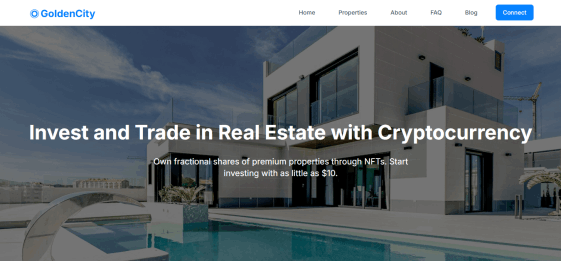 GoldenCity
Home
Properties
About
FAQ
Blog
Connect
Invest and Trade in Real Estate with Cryptocurrency
Own fractional shares of premium properties through NFTs. Start
investing with as little as $10.